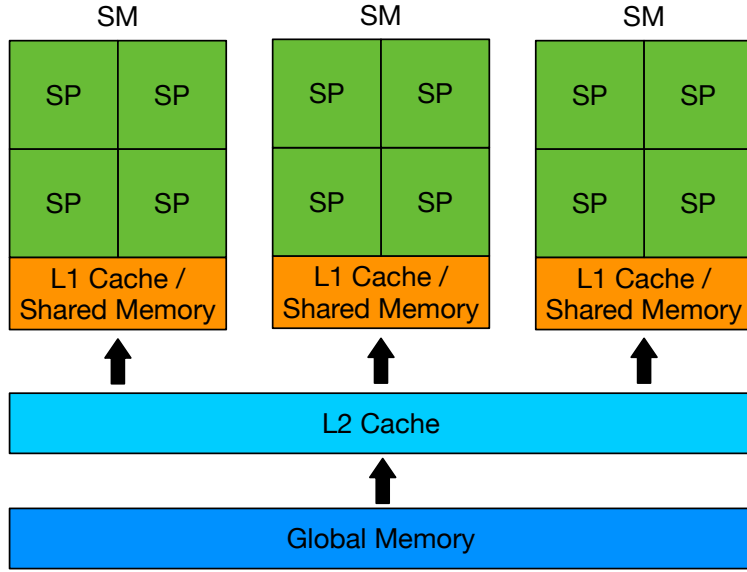 SM SM SM
SP SP SP SP SP SP
SP SP SP SP SP SP
L1 Cache / L1 Cache / L1 Cache /
Shared Memory Shared Memory Shared Memory
L2 Cache
Global Memory